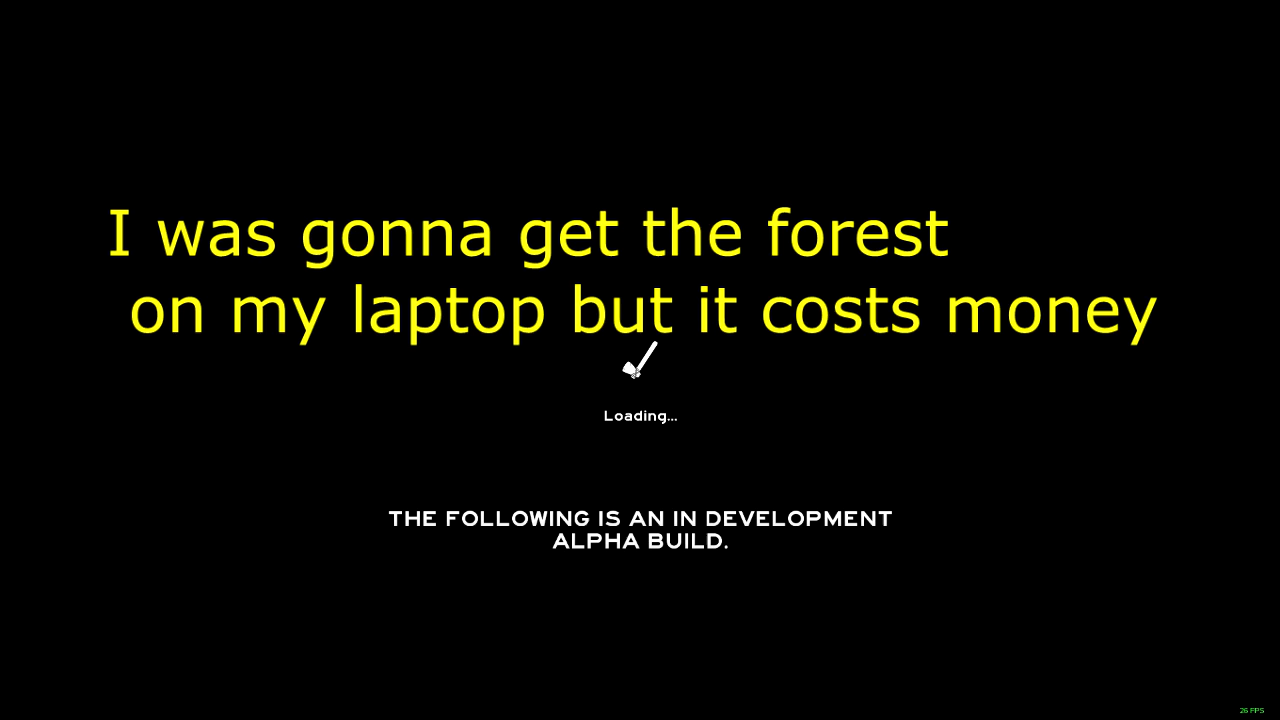 I was gonna get the forest
on my laptop but it costs money
Loading...
THE FOLLOWING IS AN IN DEVELOPMENT
ALPHA BUILD.
26 FPS